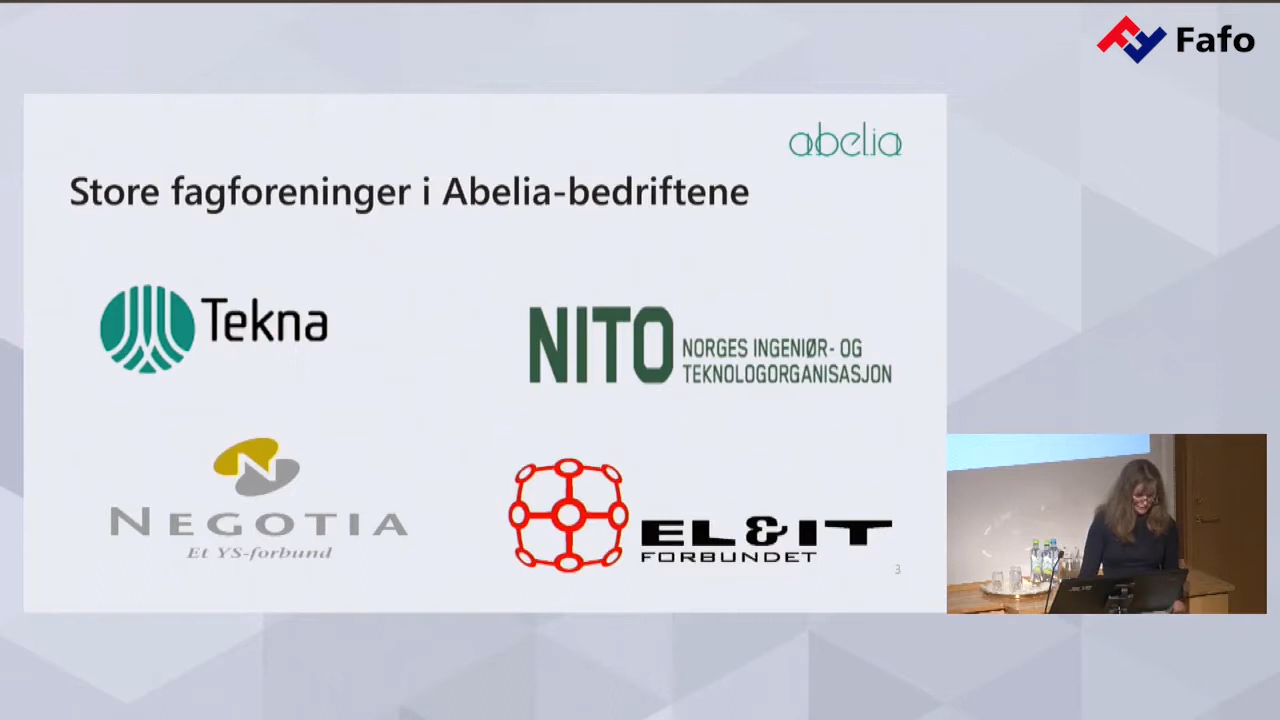 Fafo
abelia
Store fagforeninger i Abelia-bedriftene
Tekna
NITO
NORGES INGENIØR- OG
TEKNOLOGORGANISASJON
NEGOTIA
Et YS-forbund
EL&IT
FORBUNDET
3